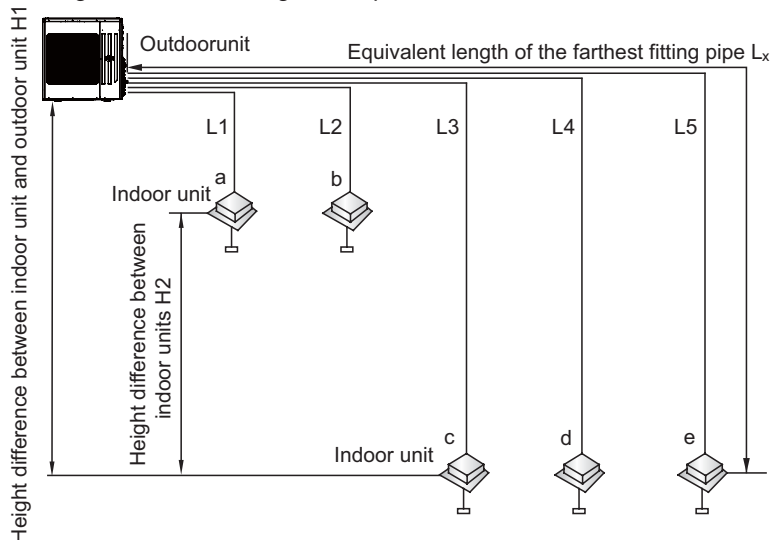 Outdoorunit
Equivalent length of the farthest fitting pipe Lₓ
L1
L2
L3
L4
L5
a
b
Indoor unit
Height difference between indoor unit and outdoor unit H1
Height difference between
indoor units H2
c
d
e
Indoor unit